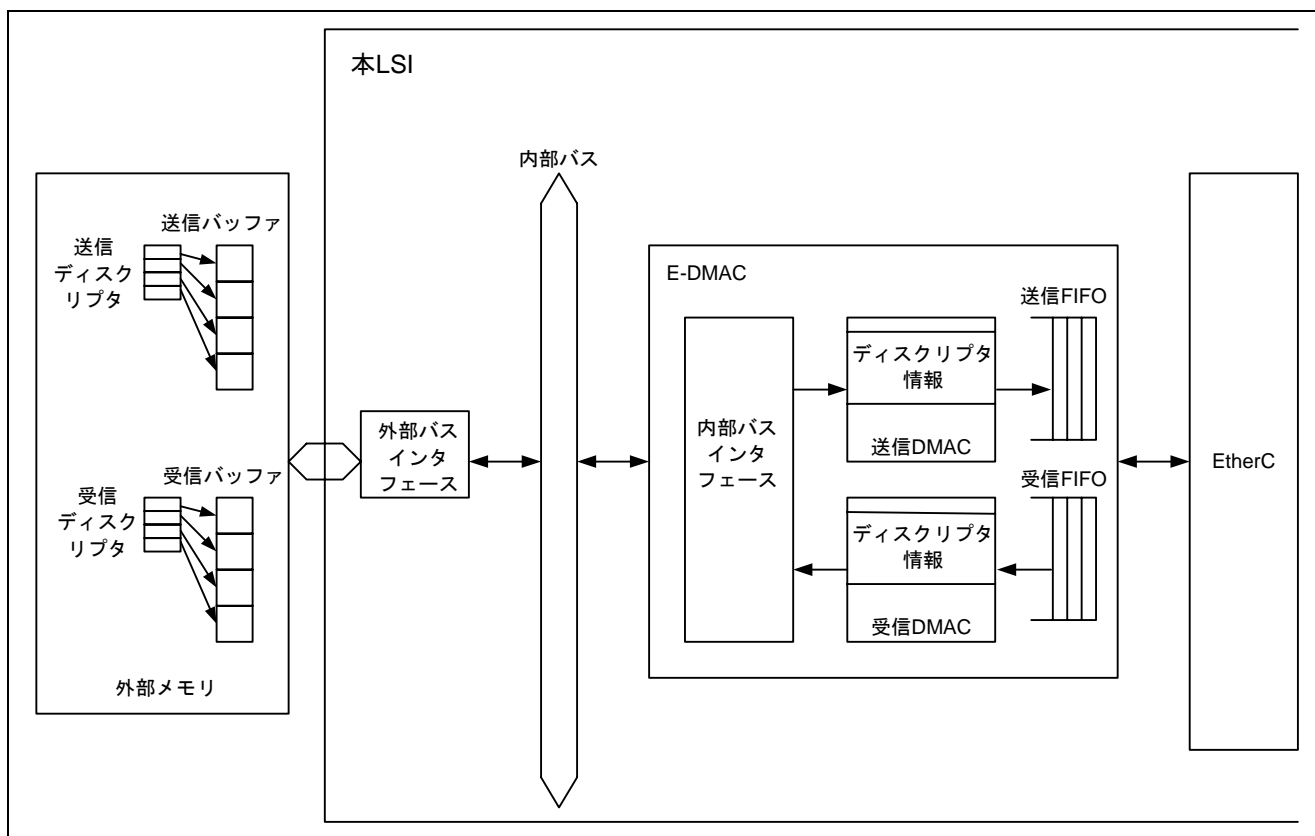 本LSI
内部バス
送信バッファ
送信
ディスク
リプタ
受信バッファ
受信
ディスク
リプタ
外部メモリ
外部バス
インタ
フェース
E-DMAC
内部バス
インタ
フェース
ディスクリプタ
情報
送信DMAC
送信FIFO
ディスクリプタ
情報
受信DMAC
受信FIFO
EtherC